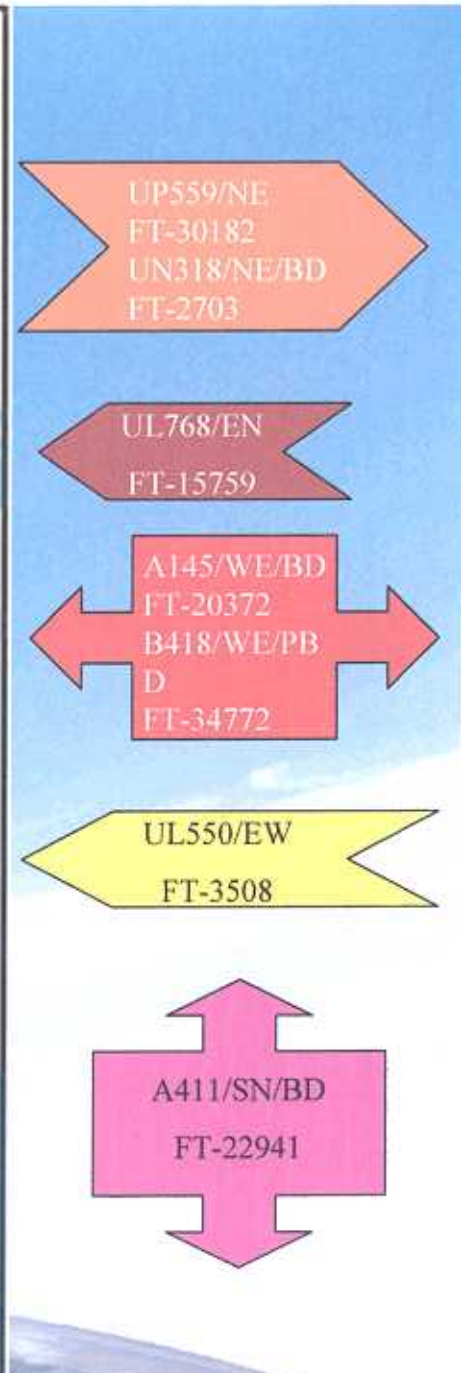 UP559/NE
FT-30182
UN318/NE/BD
FT-2703
UL768/EN
FT-15759
A145/WE/BD
FT-20372
B418/WE/PB
D
FT-34772
UL550/EW
FT-3508
A411/SN/BD
FT-22941